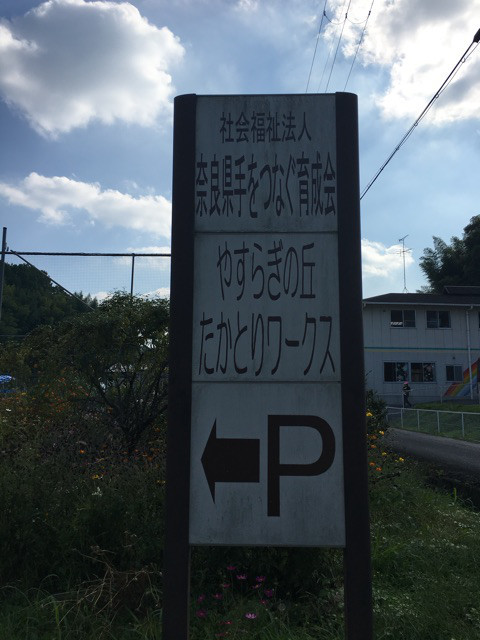 社会福祉法人
奈良県手をつなぐ育成会
やすらぎの丘
たかとりワークス
←P